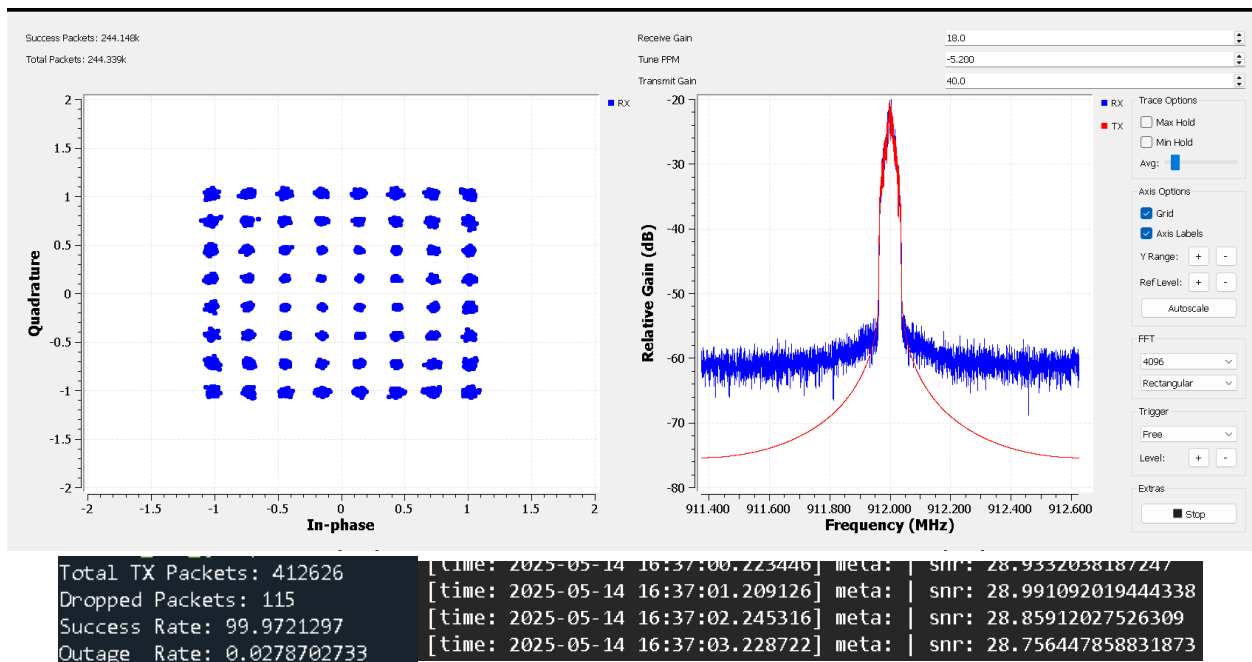 Success Packets: 244.148k
Total Packets: 244.339k
Receive Gain 18.0
Tune PPM -5.200
Transmit Gain 40.0
Quadrature
2
1.5
1
0.5
0
-0.5
-1
-1.5
-2
-2 -1.5 -1 -0.5 0 0.5 1 1.5 2
In-phase
RX
Relative Gain (dB)
-20
-30
-40
-50
-60
-70
-80
911.400 911.600 911.800 912.000 912.200 912.400 912.600
Frequency (MHz)
RX
TX
Trace Options
Max Hold
Min Hold
Avg:
Axis Options
Grid
Axis Labels
Y Range: + -
Ref Level: + -
Autoscale
FFT
4096
Rectangular
Trigger
Free
Level: + -
Extras
Stop
Total TX Packets: 412626
Dropped Packets: 115
Success Rate: 99.9721297
Outage Rate: 0.0278702733
[time: 2025-05-14 16:37:00.223446] meta: | snr: 28.9332038187247
[time: 2025-05-14 16:37:01.209126] meta: | snr: 28.991092019444338
[time: 2025-05-14 16:37:02.245316] meta: | snr: 28.85912027526309
[time: 2025-05-14 16:37:03.228722] meta: | snr: 28.756447858831873